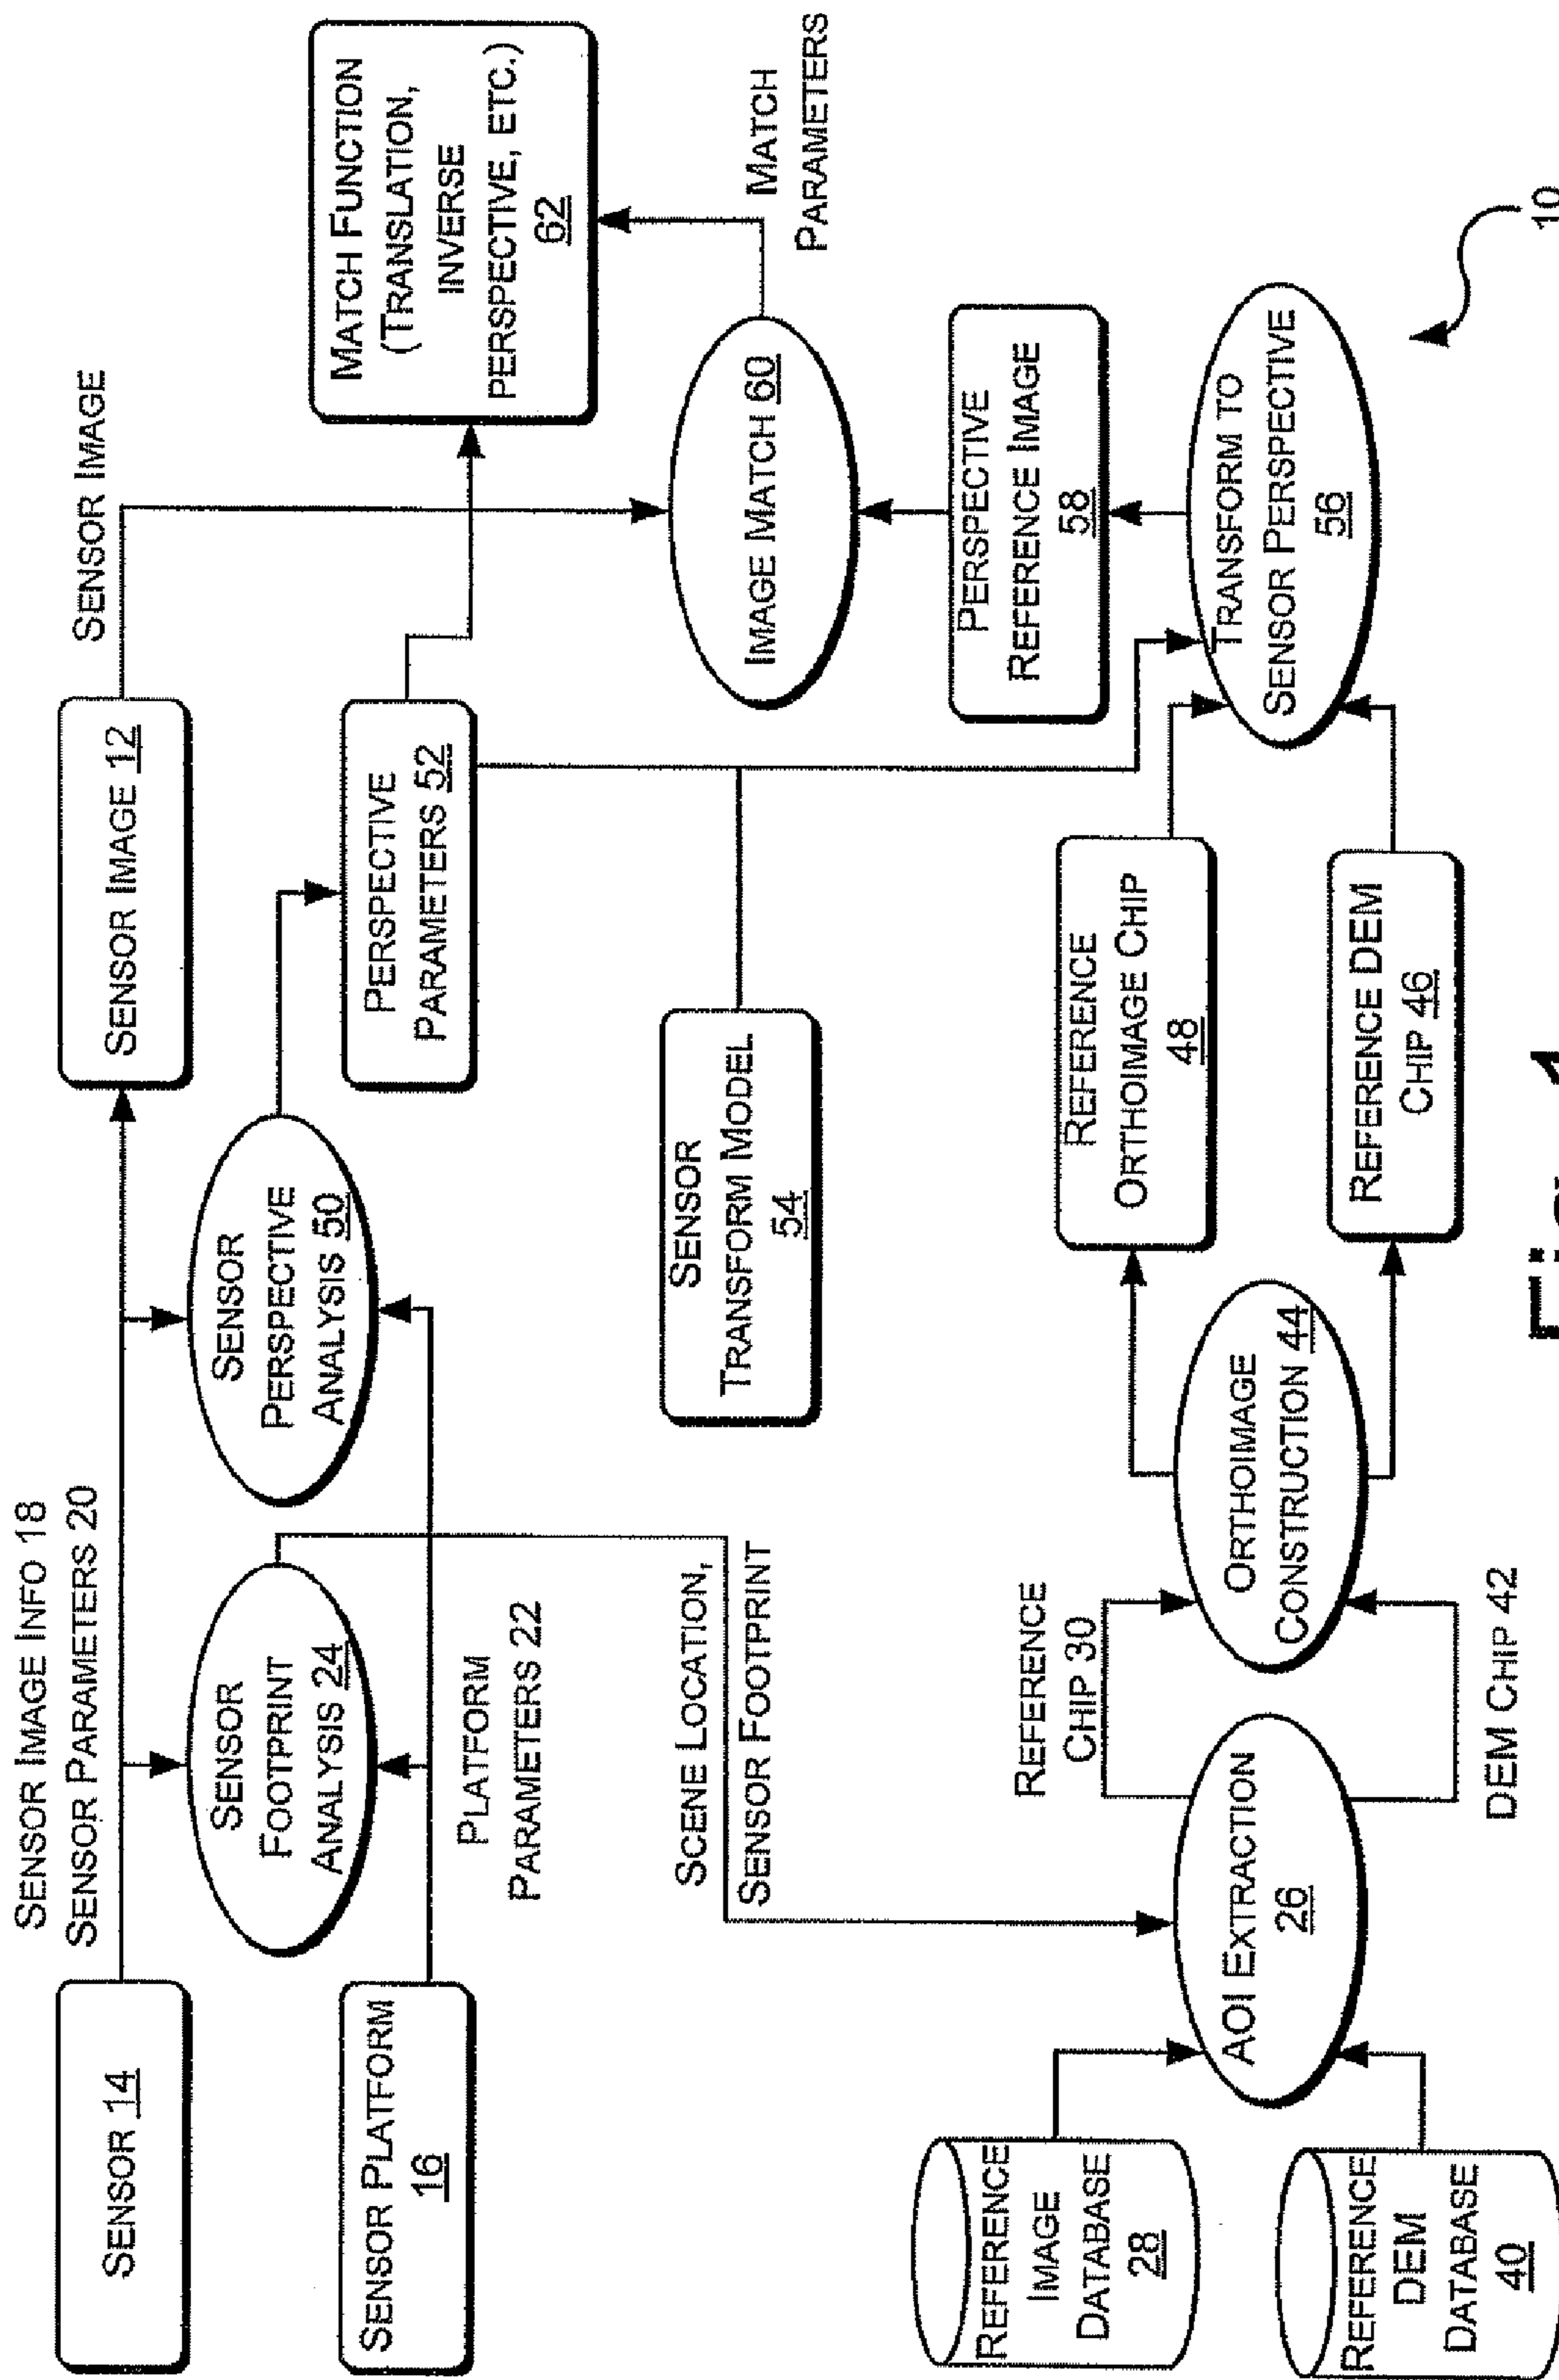 SENSOR 14
SENSOR IMAGE INFO 18
SENSOR PARAMETERS 20
SENSOR IMAGE 12
SENSOR IMAGE
SENSOR
FOOTPRINT
ANALYSIS 24
SENSOR
PERSPECTIVE
ANALYSIS 50
SENSOR PLATFORM
16
PLATFORM
PARAMETERS 22
PERSPECTIVE
PARAMETERS 52
MATCH FUNCTION
(TRANSLATION,
INVERSE
PERSPECTIVE, ETC.)
62
SCENE LOCATION,
SENSOR FOOTPRINT
SENSOR
TRANSFORM MODEL
54
IMAGE MATCH 60
MATCH
PARAMETERS
REFERENCE
IMAGE
DATABASE
28
REFERENCE
DEM
DATABASE
40
AOI EXTRACTION
26
REFERENCE
CHIP 30
DEM CHIP 42
ORTHOIMAGE
CONSTRUCTION 44
REFERENCE
ORTHOIMAGE CHIP
48
REFERENCE DEM
CHIP 46
PERSPECTIVE
REFERENCE IMAGE
58
TRANSFORM TO
SENSOR PERSPECTIVE
56
10